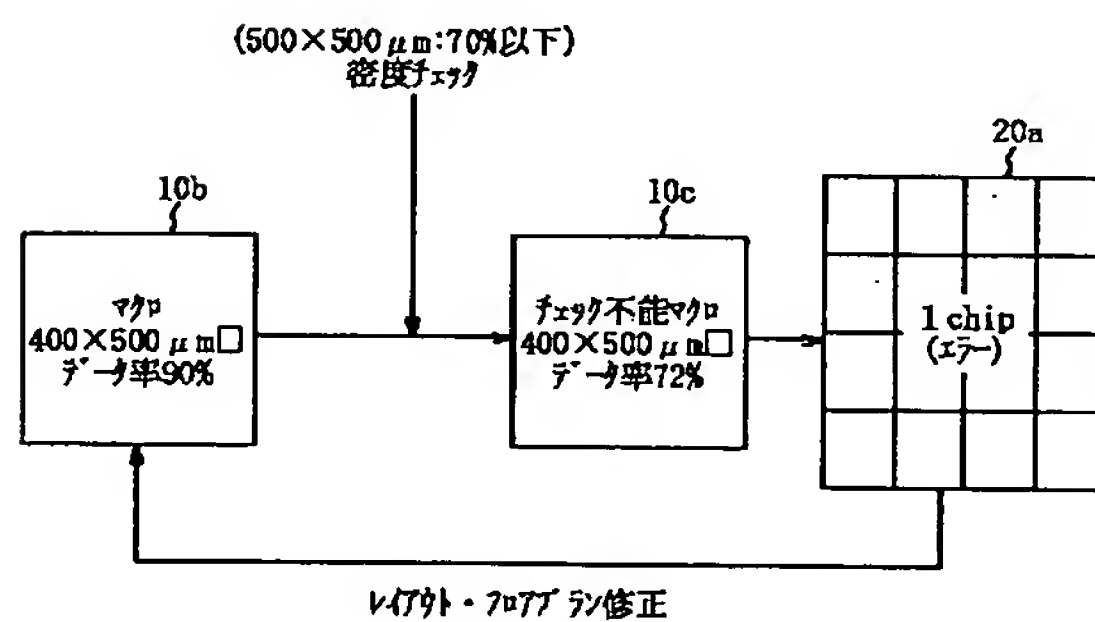 (500×500μm:70%以下)
密度チェック
20a
10b
10c
マクロ
400×500μm□
データ率90%
チェック不能マクロ
400×500μm□
データ率72%
1 chip
(エラー)
レイアウト・フロアプラン修正